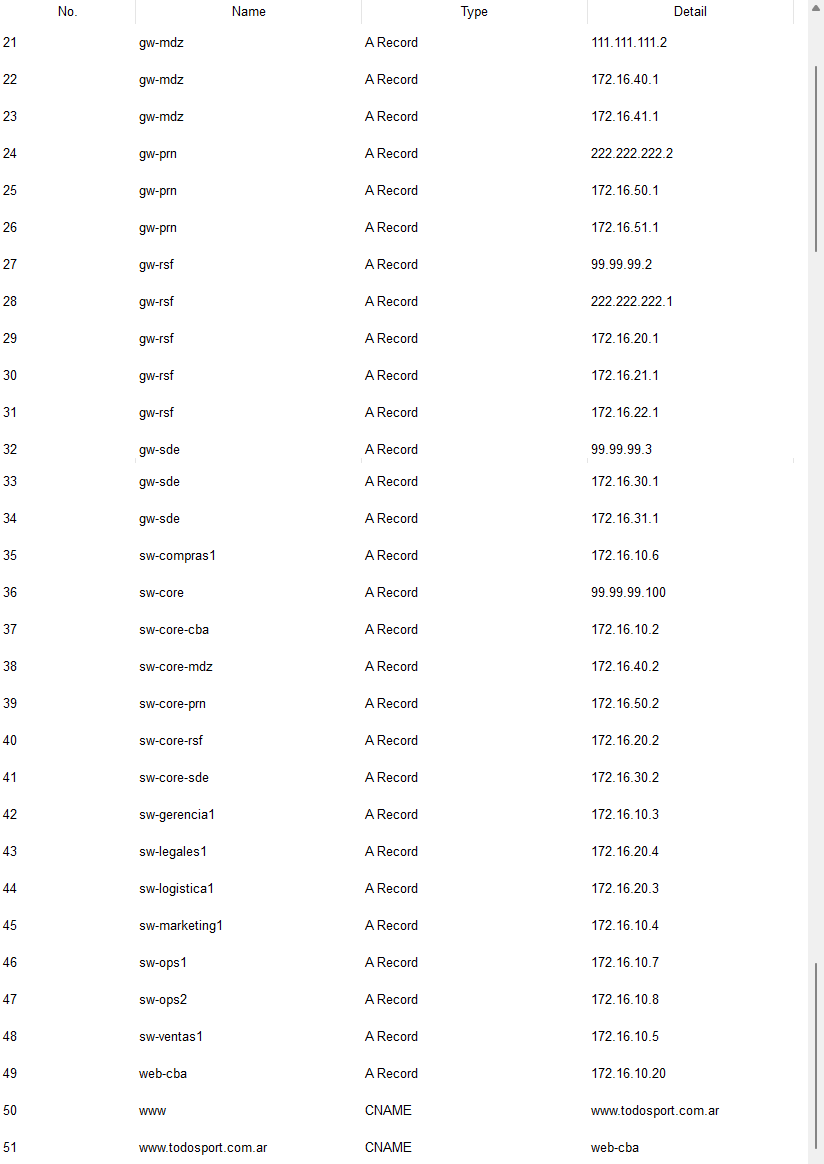 No. Name Type Detail
21 gw-mdz A Record 111.111.111.2
22 gw-mdz A Record 172.16.40.1
23 gw-mdz A Record 172.16.41.1
24 gw-prn A Record 222.222.222.2
25 gw-prn A Record 172.16.50.1
26 gw-prn A Record 172.16.51.1
27 gw-rsf A Record 99.99.99.2
28 gw-rsf A Record 222.222.222.1
29 gw-rsf A Record 172.16.20.1
30 gw-rsf A Record 172.16.21.1
31 gw-rsf A Record 172.16.22.1
32 gw-sde A Record 99.99.99.3
33 gw-sde A Record 172.16.30.1
34 gw-sde A Record 172.16.31.1
35 sw-compras1 A Record 172.16.10.6
36 sw-core A Record 99.99.99.100
37 sw-core-cba A Record 172.16.10.2
38 sw-core-mdz A Record 172.16.40.2
39 sw-core-prn A Record 172.16.50.2
40 sw-core-rsf A Record 172.16.20.2
41 sw-core-sde A Record 172.16.30.2
42 sw-gerencia1 A Record 172.16.10.3
43 sw-legales1 A Record 172.16.20.4
44 sw-logistica1 A Record 172.16.20.3
45 sw-marketing1 A Record 172.16.10.4
46 sw-ops1 A Record 172.16.10.7
47 sw-ops2 A Record 172.16.10.8
48 sw-ventas1 A Record 172.16.10.5
49 web-cba A Record 172.16.10.20
50 www CNAME www.todosport.com.ar
51 www.todosport.com.ar CNAME web-cba